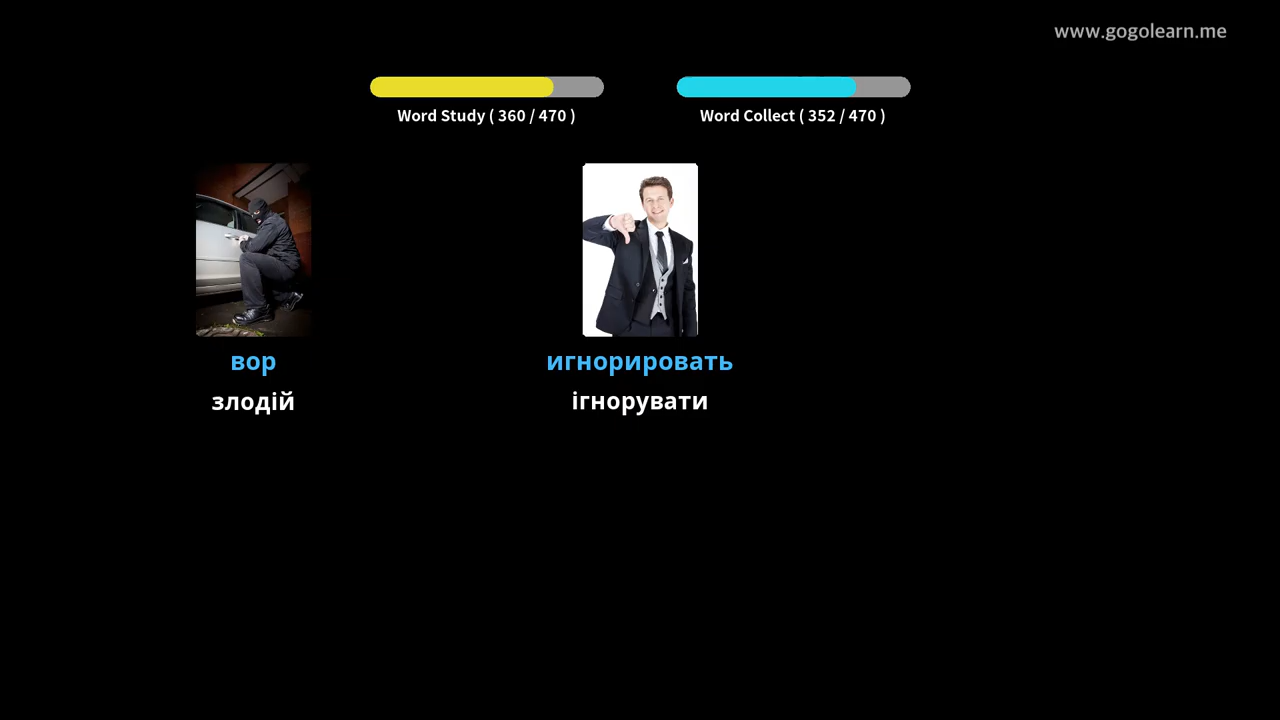 www.gogolearn.me
Word Study ( 360 / 470 )
Word Collect ( 352 / 470 )
вор
злодій
игнорировать
ігнорувати